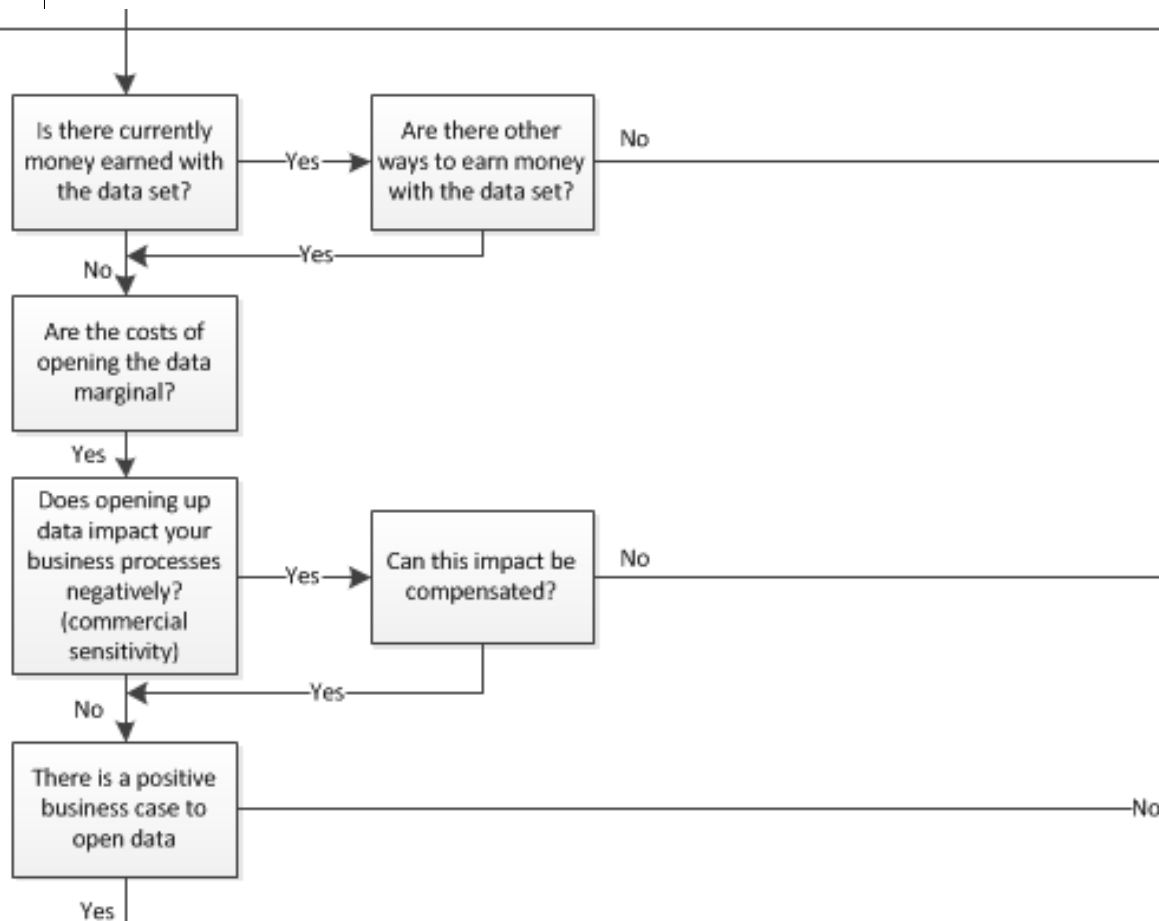 Is there currently
money earned with
the data set?
Yes
Are there other
ways to earn money
with the data set?
No
Yes
No
Are the costs of
opening the data
marginal?
Yes
Does opening up
data impact your
business processes
negatively?
(commercial
sensitivity)
Yes
Can this impact be
compensated?
No
Yes
No
There is a positive
business case to
open data
No
Yes